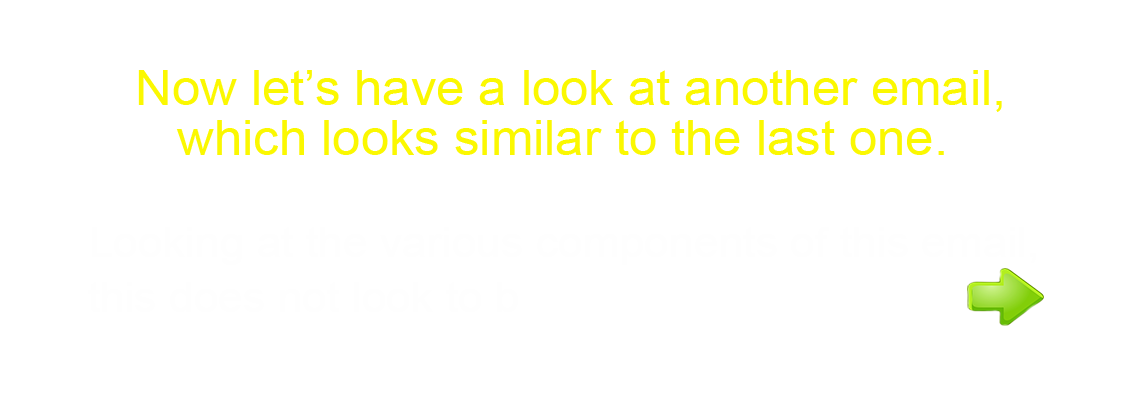 Now let’s have a look at another email,
which looks similar to the last one.
Looking at the various components of this email
this does not look to b